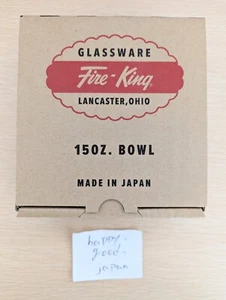 GLASSWARE
Fire-King
LANCASTER, OHIO
15OZ. BOWL
MADE IN JAPAN
happy-
good-
japan